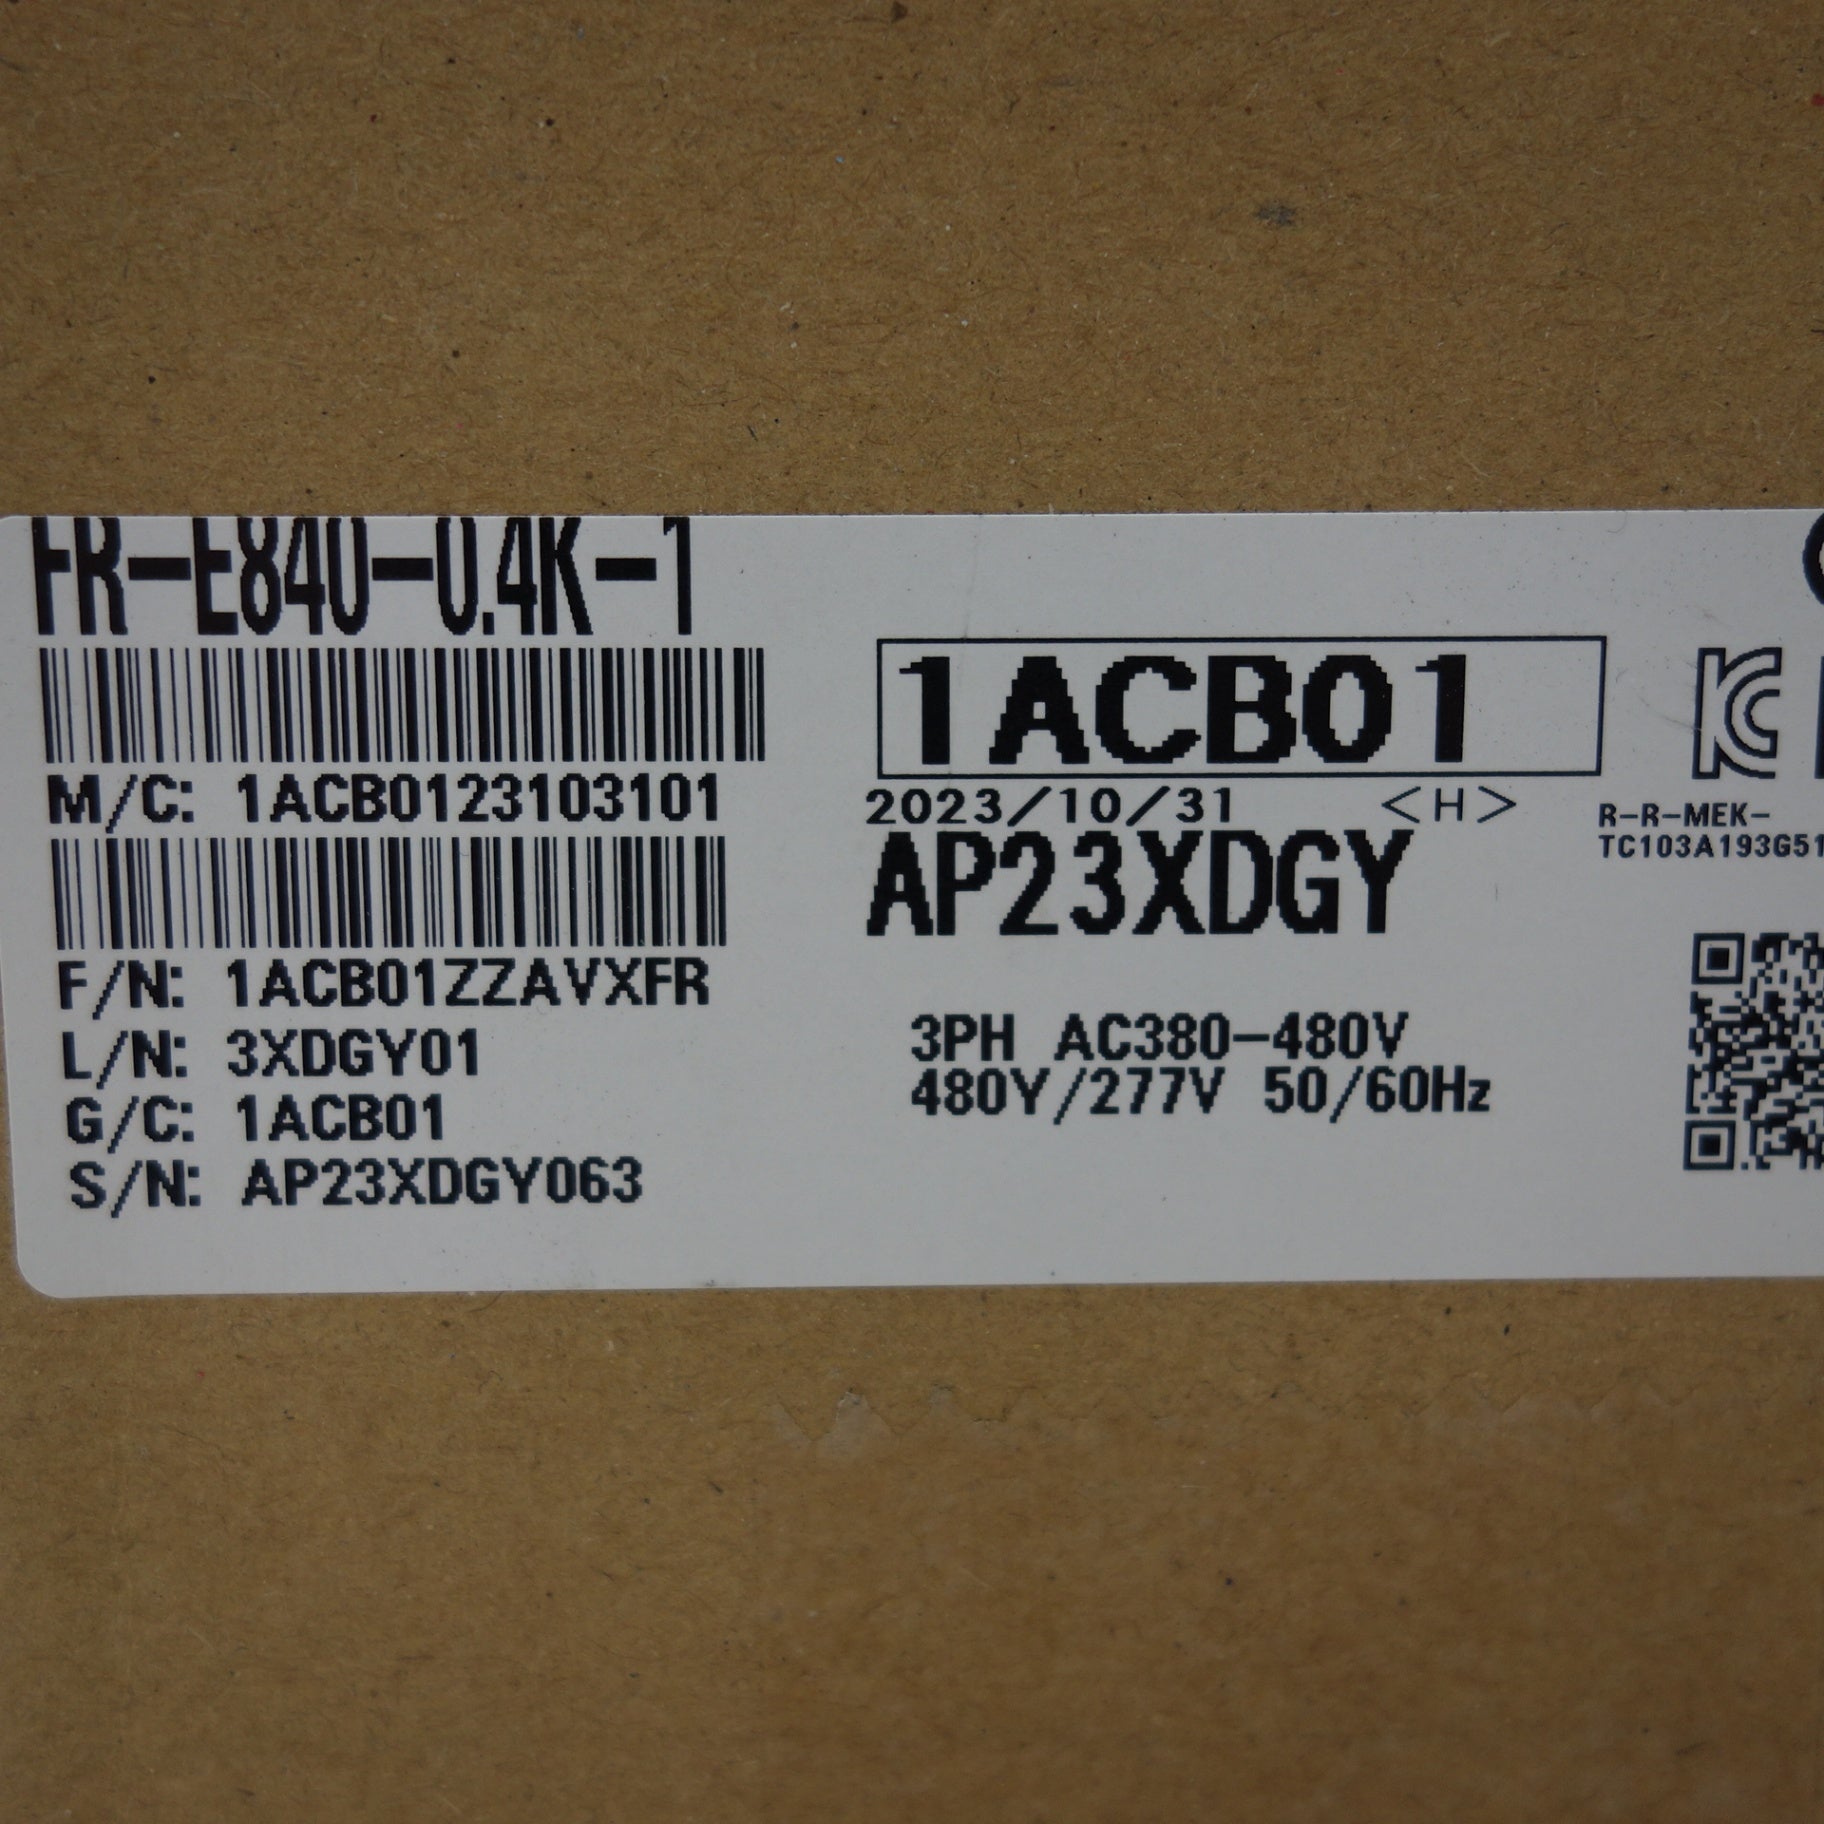 FR-E840-0.4K-1
1ACB01
M/C: 1ACB0123103101
2023/10/31 <H>
R-R-MEK-
TC103A193G51
AP23XDGY
F/N: 1ACB01ZZAVXFR
L/N: 3XDGY01
3PH AC380-480V
480Y/277V 50/60Hz
G/C: 1ACB01
S/N: AP23XDGY063